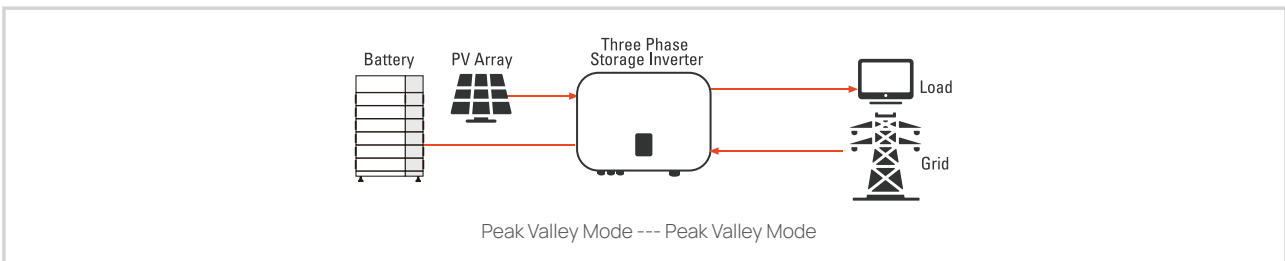 Three Phase
Storage Inverter
Battery
PV Array
Load
Grid
Peak Valley Mode --- Peak Valley Mode